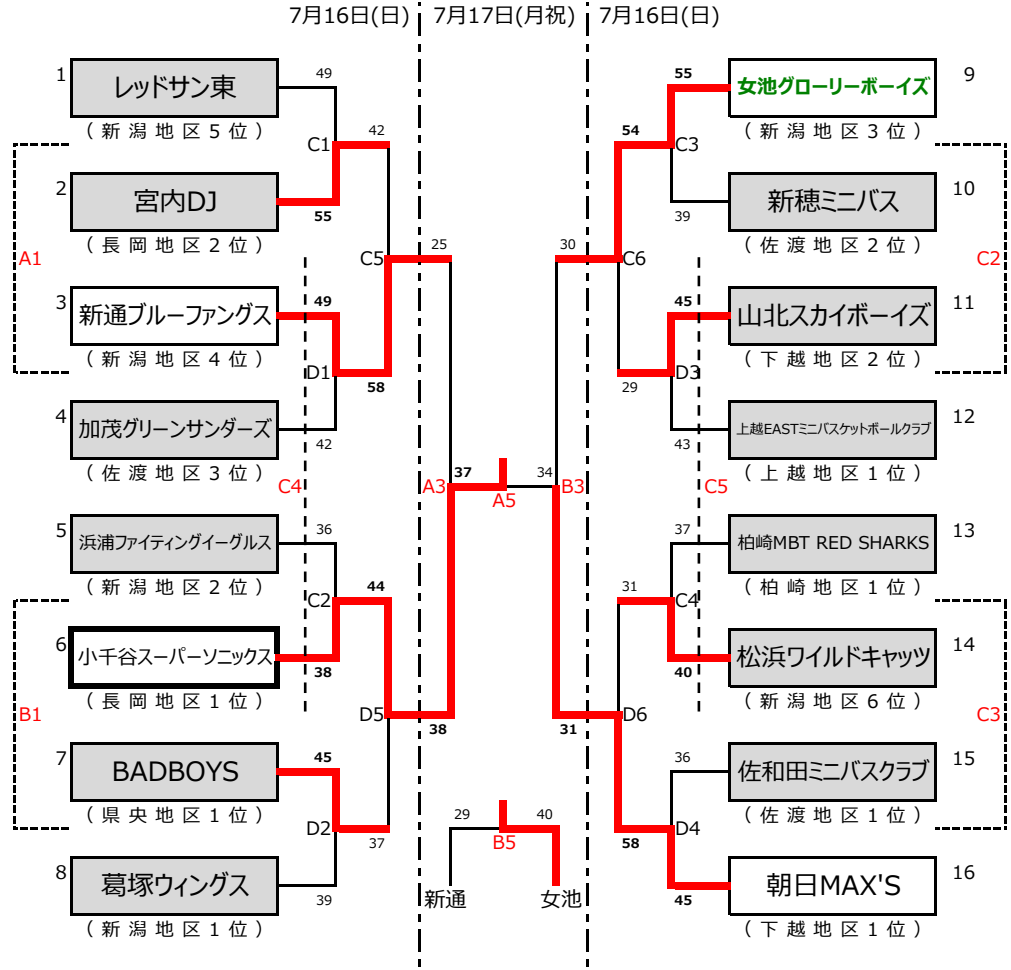 7月16日(日)
7月17日(月祝)
7月16日(日)
1
レッドサン東
(新潟地区5位)
49
C1
42
2
宮内DJ
(長岡地区2位)
55
A1
C5
25
3
新通ブルーファングス
(新潟地区4位)
49
D1
58
4
加茂グリーンサンダーズ
(佐渡地区3位)
42
C4
5
浜浦ファイティングイーグルス
(新潟地区2位)
36
C2
44
6
小千谷スーパーソニックス
(長岡地区1位)
38
B1
D5
38
7
BADBOYS
(県央地区1位)
45
D2
37
8
葛塚ウィングス
(新潟地区1位)
39
A3
37
A5
34
B3
29
B5
40
新通
女池
55
女池グローリーボーイズ
9
(新潟地区3位)
54
C3
39
新穂ミニバス
10
(佐渡地区2位)
30
C6
C2
45
山北スカイボーイズ
11
(下越地区2位)
29
D3
43
上越EASTミニバスケットボールクラブ
12
(上越地区1位)
C5
37
柏崎MBT RED SHARKS
13
(柏崎地区1位)
31
C4
40
松浜ワイルドキャッツ
14
(新潟地区6位)
31
D6
C3
36
佐和田ミニバスクラブ
15
(佐渡地区1位)
58
D4
45
朝日MAX'S
16
(下越地区1位)